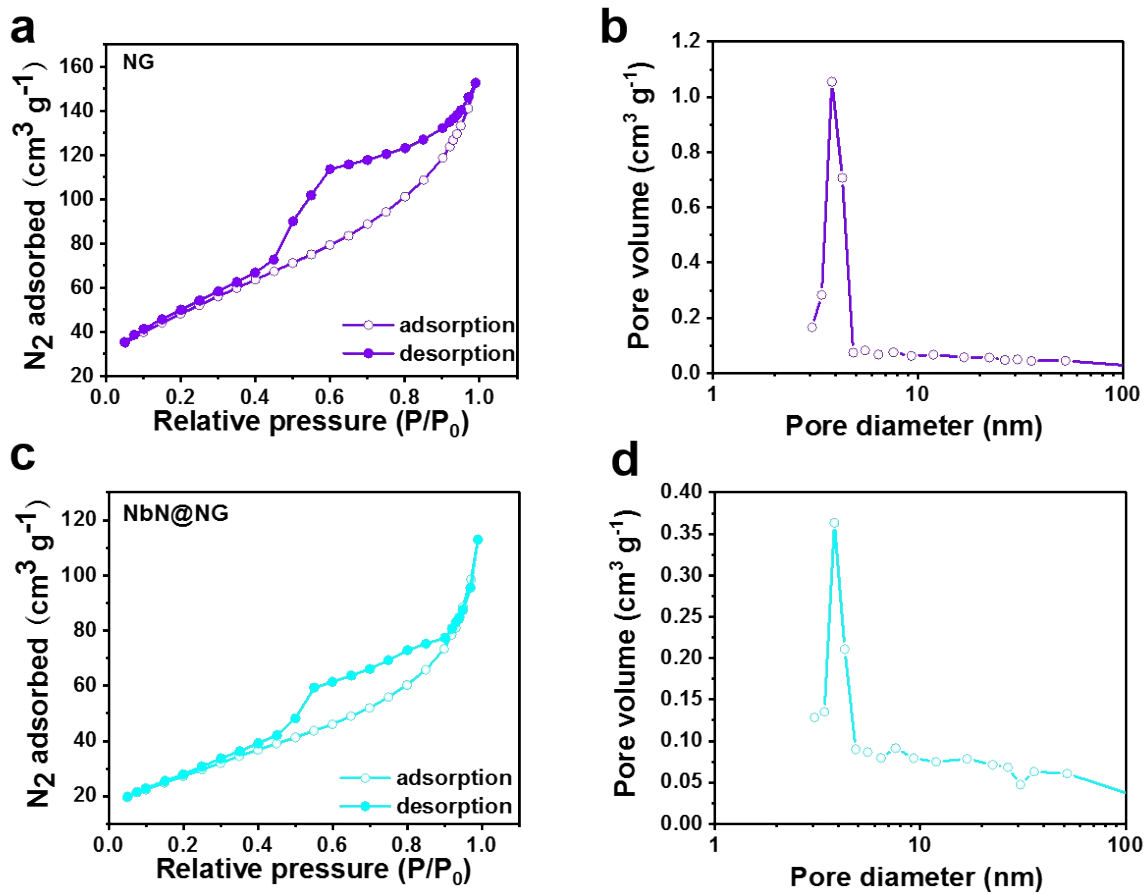 a
NG
N₂ adsorbed (cm³ g⁻¹)
160
140
120
100
80
60
40
20
0.0 0.2 0.4 0.6 0.8 1.0
Relative pressure (P/P₀)
adsorption
desorption
b
Pore volume (cm³ g⁻¹)
1.2
1.0
0.8
0.6
0.4
0.2
0.0
1 10 100
Pore diameter (nm)
c
NbN@NG
N₂ adsorbed (cm³ g⁻¹)
120
100
80
60
40
20
0.0 0.2 0.4 0.6 0.8 1.0
Relative pressure (P/P₀)
adsorption
desorption
d
Pore volume (cm³ g⁻¹)
0.40
0.35
0.30
0.25
0.20
0.15
0.10
0.05
0.00
1 10 100
Pore diameter (nm)